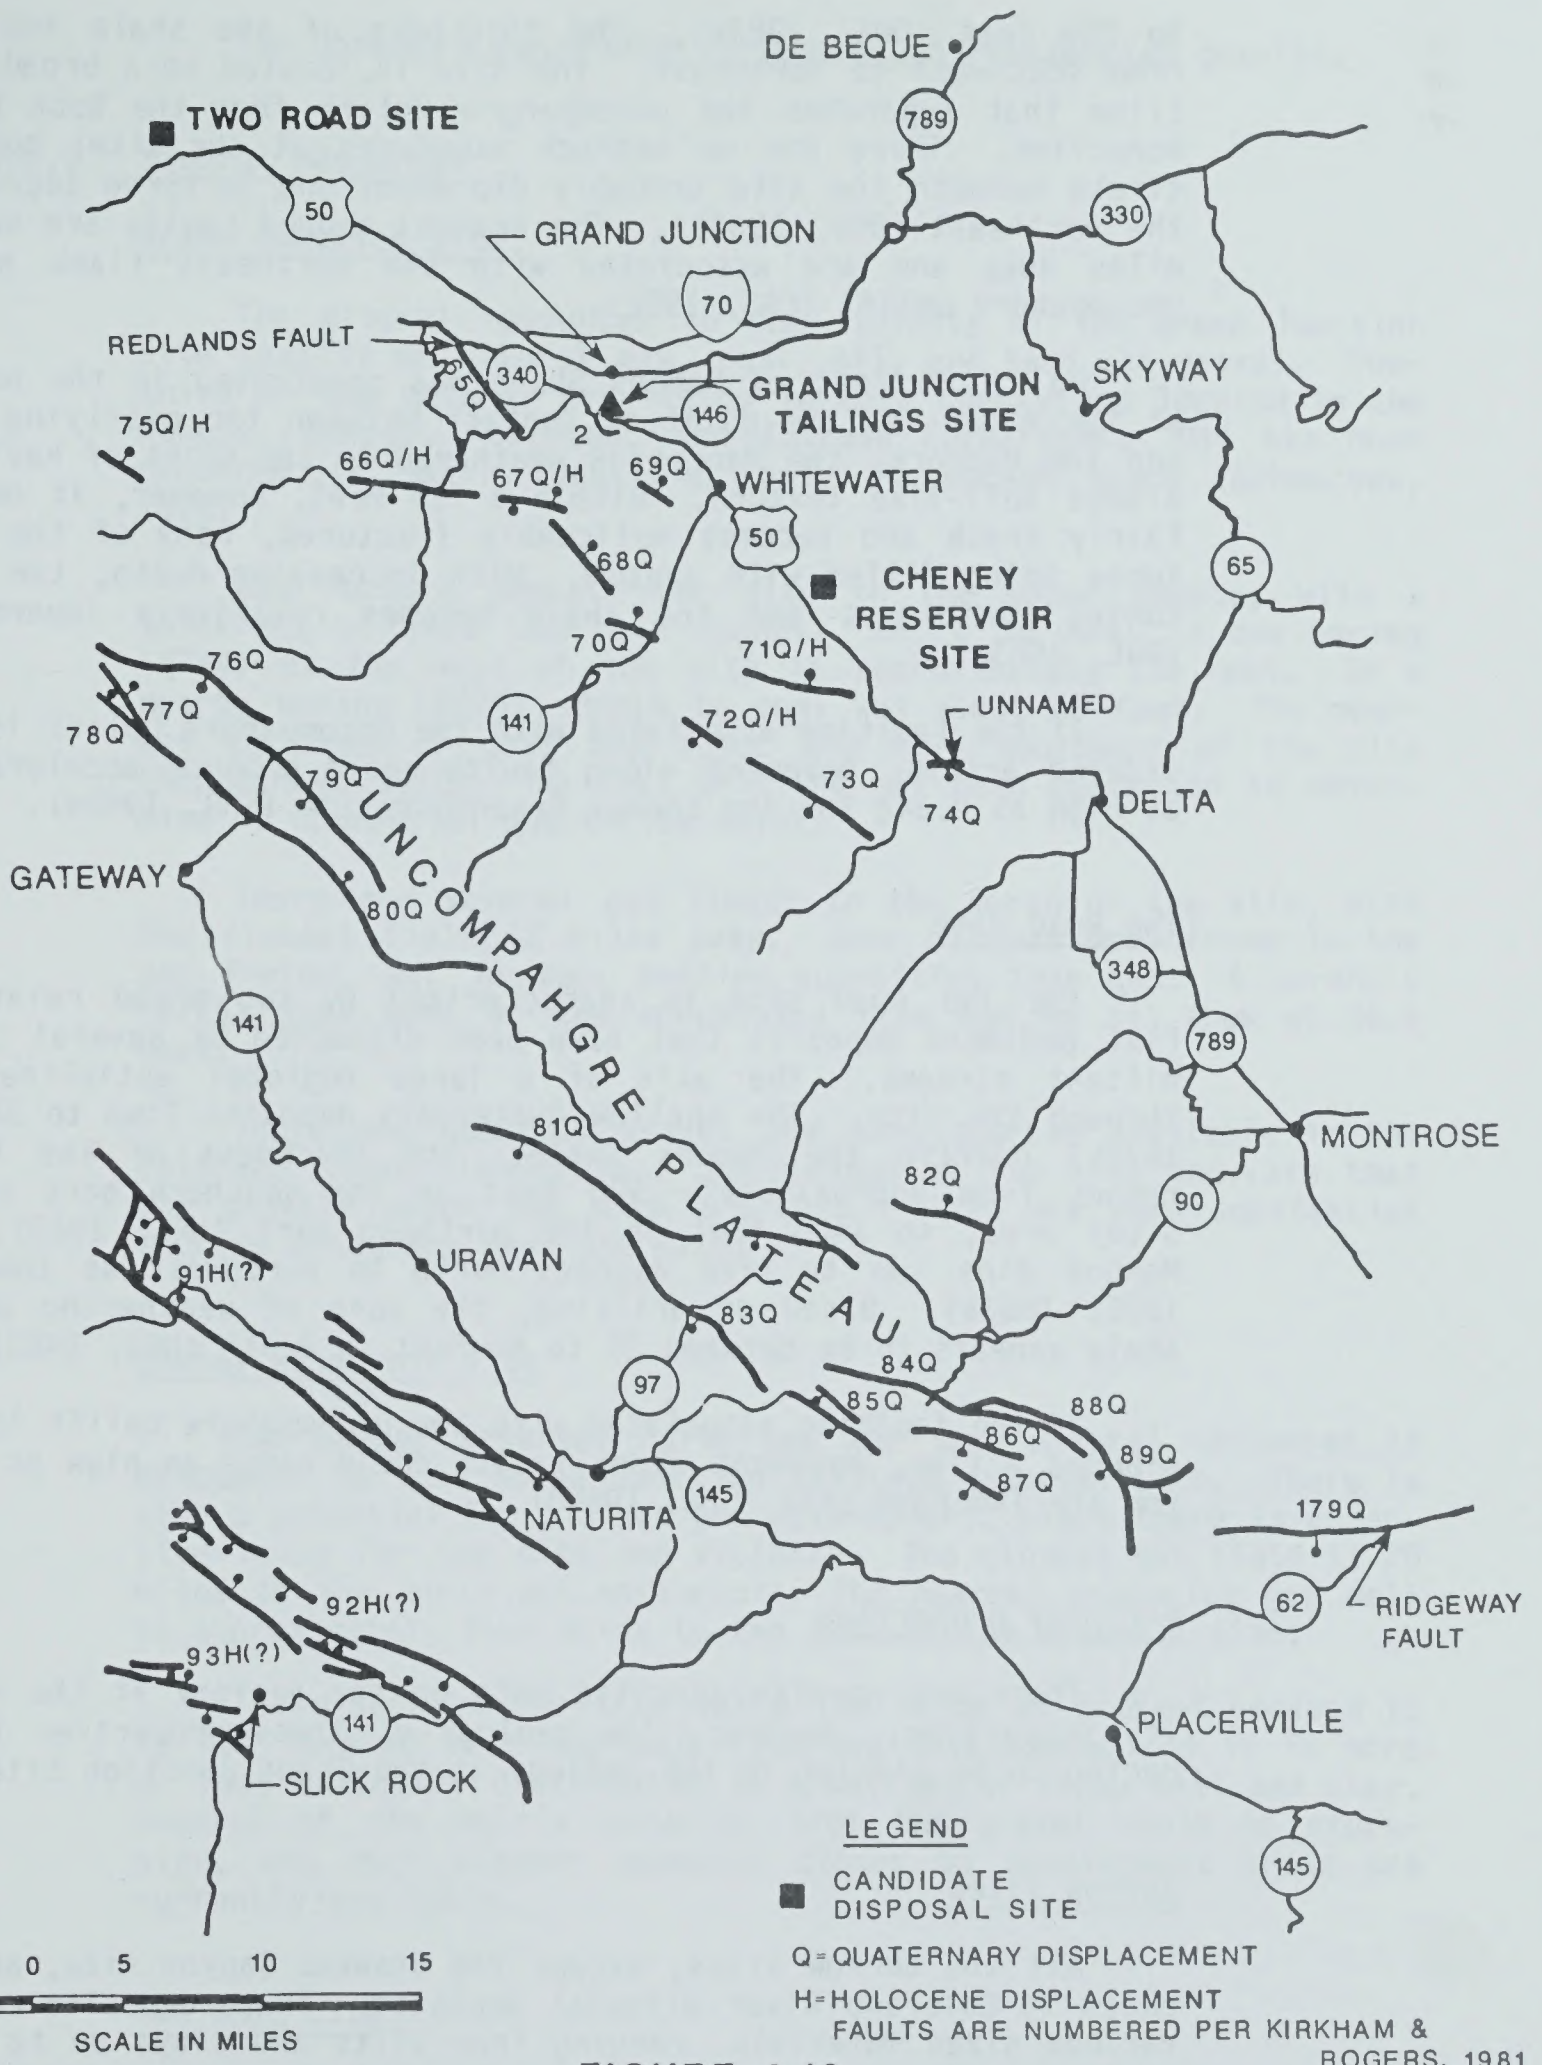 DE BEQUE
789
TWO ROAD SITE
50
330
GRAND JUNCTION
70
REDLANDS FAULT
65Q
340
GRAND JUNCTION
TAILINGS SITE
146
SKYWAY
2
75Q/H
66Q/H
67Q/H
69Q
WHITEWATER
50
68Q
65
CHENEY
RESERVOIR
SITE
70Q
71Q/H
76Q
77Q
78Q
141
72Q/H
UNNAMED
79Q
73Q
74Q
DELTA
GATEWAY
80Q
UNCOMPAHGRE PLATEAU
348
141
789
81Q
MONTROSE
82Q
90
URAVAN
91H(?)
83Q
84Q
97
85Q
88Q
86Q
89Q
87Q
145
NATURITA
179Q
62
RIDGEWAY
FAULT
92H(?)
93H(?)
141
PLACERVILLE
SLICK ROCK
145
LEGEND
CANDIDATE
DISPOSAL SITE
Q=QUATERNARY DISPLACEMENT
H=HOLOCENE DISPLACEMENT
FAULTS ARE NUMBERED PER KIRKHAM &
ROGERS, 1981
0 5 10 15
SCALE IN MILES